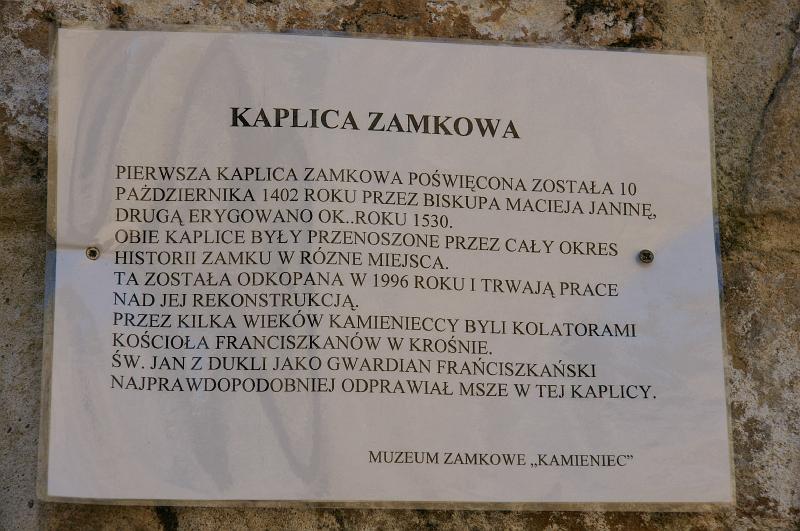 KAPLICA ZAMKOWA
PIERWSZA KAPLICA ZAMKOWA POŚWIĘCONA ZOSTAŁA 10
PAŹDZIERNIKA 1402 ROKU PRZEZ BISKUPA MACIEJA JANINĘ,
DRUGĄ ERYGOWANO OK..ROKU 1530.
OBIE KAPLICE BYŁY PRZENOSZONE PRZEZ CAŁY OKRES
HISTORII ZAMKU W RÓZNE MIEJSCA.
TA ZOSTAŁA ODKOPANA W 1996 ROKU I TRWAJĄ PRACE
NAD JEJ REKONSTRUKCJĄ.
PRZEZ KILKA WIEKÓW KAMIENIECCY BYLI KOLATORAMI
KOŚCIOŁA FRANCISZKANÓW W KROŚNIE.
ŚW. JAN Z DUKLI JAKO GWARDIAN FRAŃCISZKAŃSKI
NAJPRAWDOPODOBNIEJ ODPRAWIAŁ MSZE W TEJ KAPLICY.
MUZEUM ZAMKOWE „KAMIENIEC”